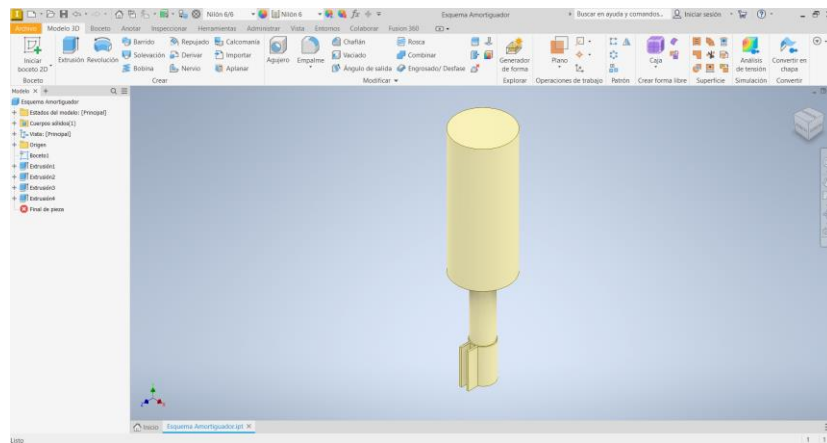 Nilón 6/6 Nilón 6 Esquema Amortiguador Buscar en ayuda y comandos... Iniciar sesión
Archivo Modelo 3D Boceto Anotar Inspeccionar Herramientas Administrar Vista Entornos Colaborar Fusion 360
Iniciar boceto 2D
Extrusión Revolución
Barrido Repujado Calcomanía
Solevación Derivar Importar
Bobina Nervio Aplanar
Agujero Empalme
Chaflán Rosca
Vaciado Combinar
Ángulo de salida Engrosado/ Desfase
Generador de forma
Plano
Caja
Análisis de tensión
Convertir en chapa
Boceto Crear Modificar Explorar Operaciones de trabajo Patrón Crear forma libre Superficie Simulación Convertir
Modelo
Esquema Amortiguador
Estados del modelo: [Principal]
Cuerpos sólidos(1)
Vista: [Principal]
Origen
Boceto1
Extrusión1
Extrusión2
Extrusión3
Extrusión4
Final de pieza
Inicio Esquema Amortiguador.ipt
Listo 1 1